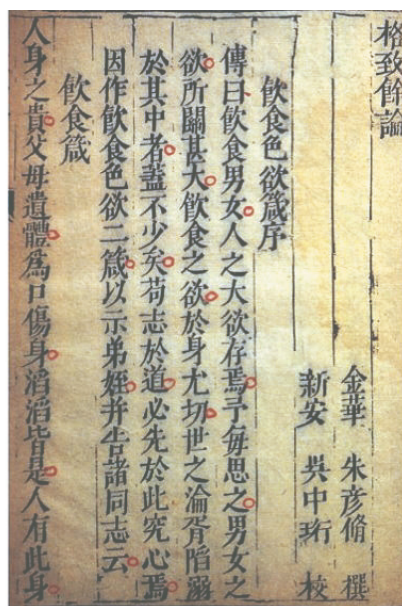 格致餘論
金華 朱彥脩 撰
新安 吳中珩 校
飲食色欲箴序
傳曰飲食男女人之大欲存焉予每思之男女之
欲所關甚大飲食之欲於身尤切世之淪胥陷溺
於其中者蓋不少矣苟志於道必先於此究心焉
因作飲食色欲二箴以示弟姪并告諸同志云
飲食箴
人身之貴父母遺體為口傷身滔滔皆是人有此身